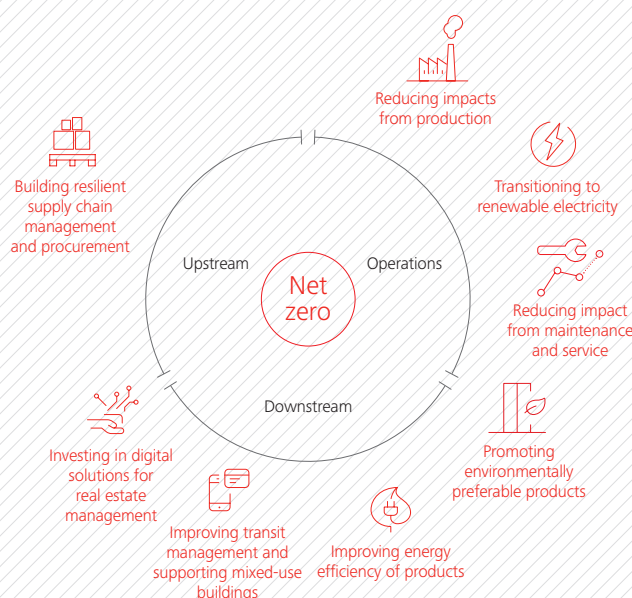 Reducing impacts
from production
Transitioning to
renewable electricity
Building resilient
supply chain
management
and procurement
Upstream
Operations
Net
zero
Reducing impact
from maintenance
and service
Downstream
Promoting
environmentally
preferable products
Investing in digital
solutions for
real estate
management
Improving transit
management and
supporting mixed-use
buildings
Improving energy
efficiency of products